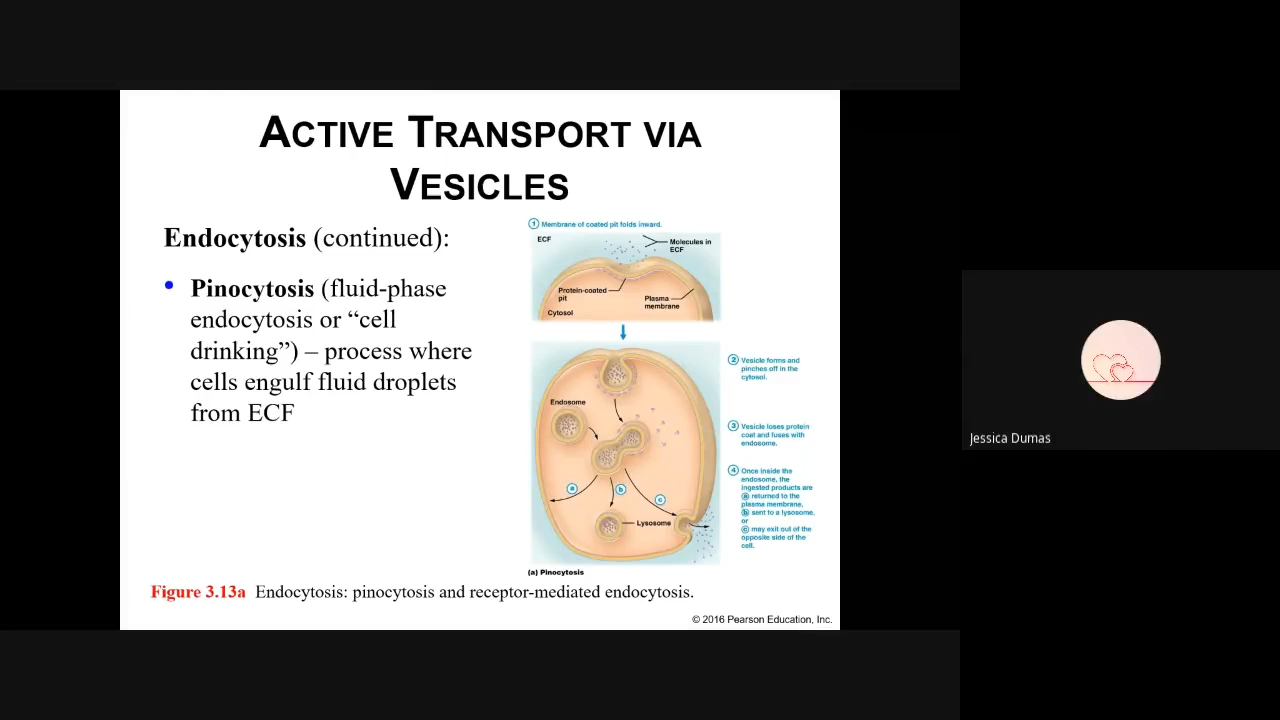 ACTIVE TRANSPORT VIA
VESICLES
Endocytosis (continued):
• Pinocytosis (fluid-phase
endocytosis or “cell
drinking”) – process where
cells engulf fluid droplets
from ECF
1 Membrane of coated pit folds inward.
ECF
Molecules in
ECF
Protein-coated
pit
Plasma
membrane
Cytosol
2 Vesicle forms and
pinches off in the
cytosol.
Endosome
3 Vesicle loses protein
coat and fuses with
endosome.
4 Once inside the
endosome, the
ingested products are
a returned to the
plasma membrane,
b sent to a lysosome,
or
c may exit out of the
opposite side of the
cell.
a
b
c
Lysosome
(a) Pinocytosis
Figure 3.13a Endocytosis: pinocytosis and receptor-mediated endocytosis.
© 2016 Pearson Education, Inc.
Jessica Dumas